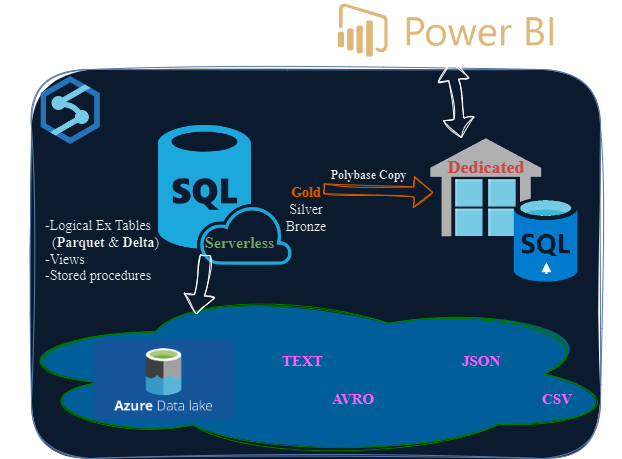 Power BI
SQL
Serverless
-Logical Ex Tables
(Parquet & Delta)
-Views
-Stored procedures
Gold
Silver
Bronze
Polybase Copy
Dedicated
SQL
Azure Data lake
TEXT
JSON
AVRO
CSV